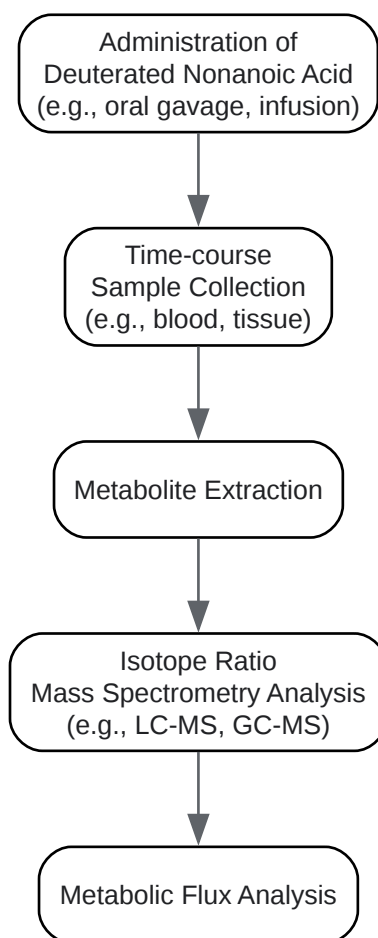 Administration of
Deuterated Nonanoic Acid
(e.g., oral gavage, infusion)
Time-course
Sample Collection
(e.g., blood, tissue)
Metabolite Extraction
Isotope Ratio
Mass Spectrometry Analysis
(e.g., LC-MS, GC-MS)
Metabolic Flux Analysis